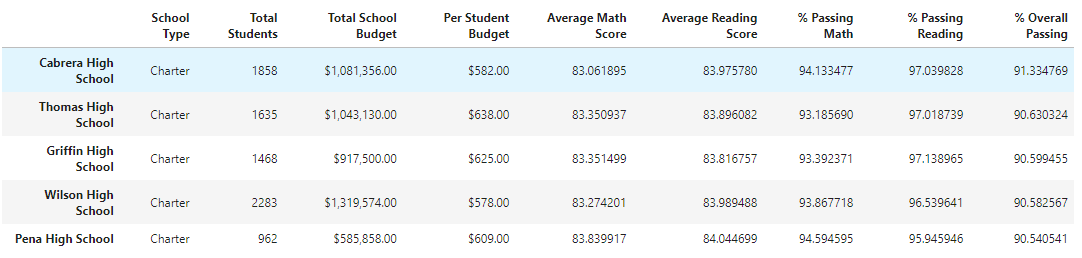 School Type Total Students Total School Budget Per Student Budget Average Math Score Average Reading Score % Passing Math % Passing Reading % Overall Passing
Cabrera High School Charter 1858 $1,081,356.00 $582.00 83.061895 83.975780 94.133477 97.039828 91.334769
Thomas High School Charter 1635 $1,043,130.00 $638.00 83.350937 83.896082 93.185690 97.018739 90.630324
Griffin High School Charter 1468 $917,500.00 $625.00 83.351499 83.816757 93.392371 97.138965 90.599455
Wilson High School Charter 2283 $1,319,574.00 $578.00 83.274201 83.989488 93.867718 96.539641 90.582567
Pena High School Charter 962 $585,858.00 $609.00 83.839917 84.044699 94.594595 95.945946 90.540541